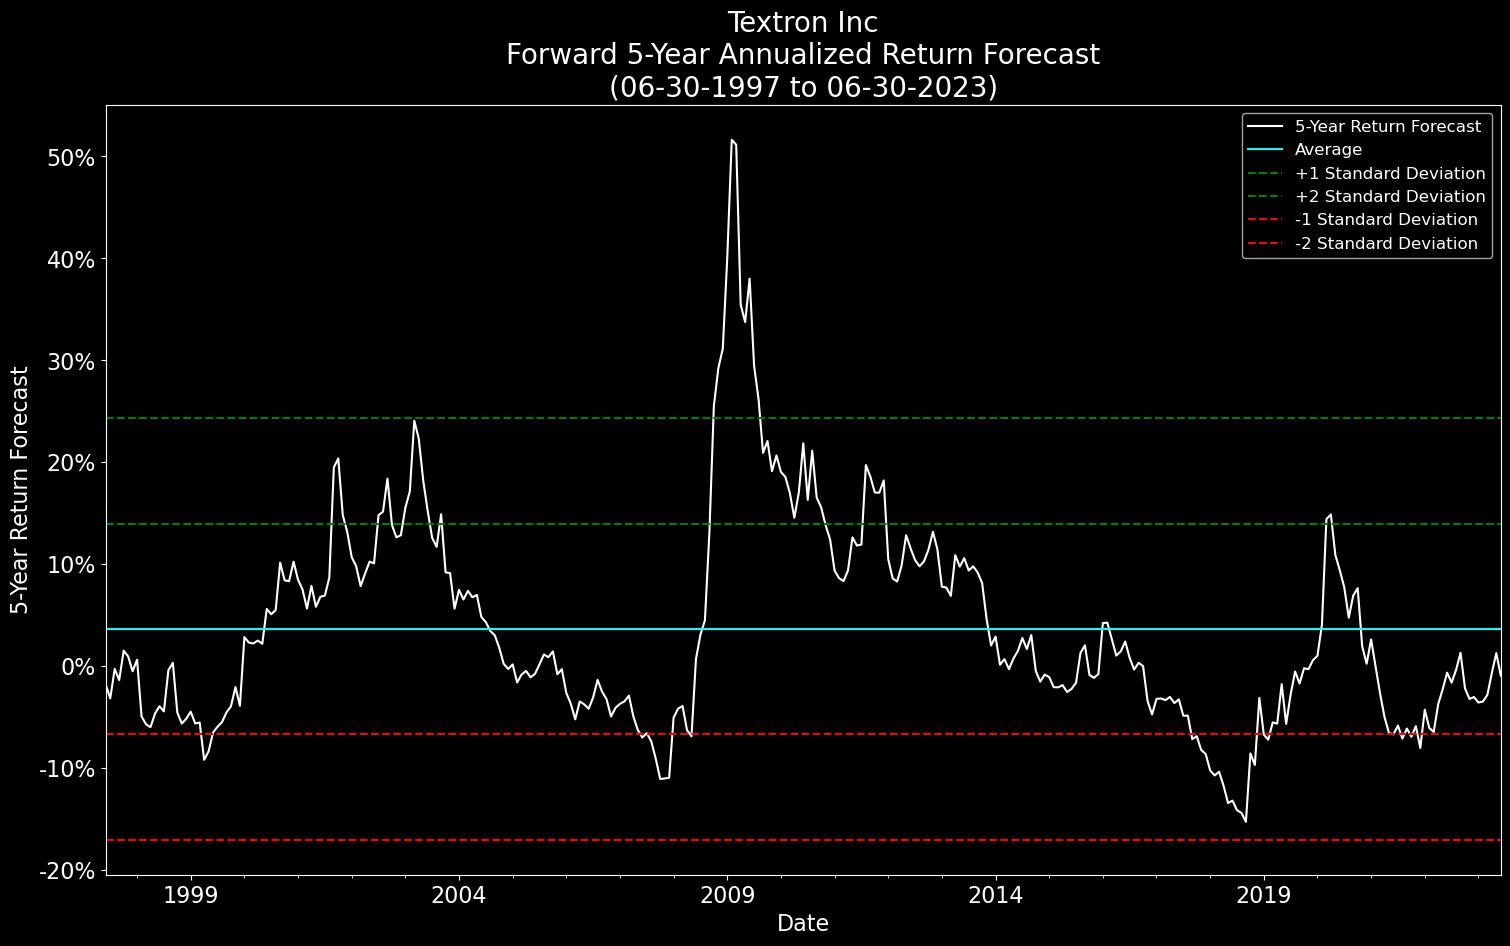 Textron Inc
Forward 5-Year Annualized Return Forecast
(06-30-1997 to 06-30-2023)
5-Year Return Forecast
Average
+1 Standard Deviation
+2 Standard Deviation
-1 Standard Deviation
-2 Standard Deviation
5-Year Return Forecast
50%
40%
30%
20%
10%
0%
-10%
-20%
1999 2004 2009 2014 2019
Date